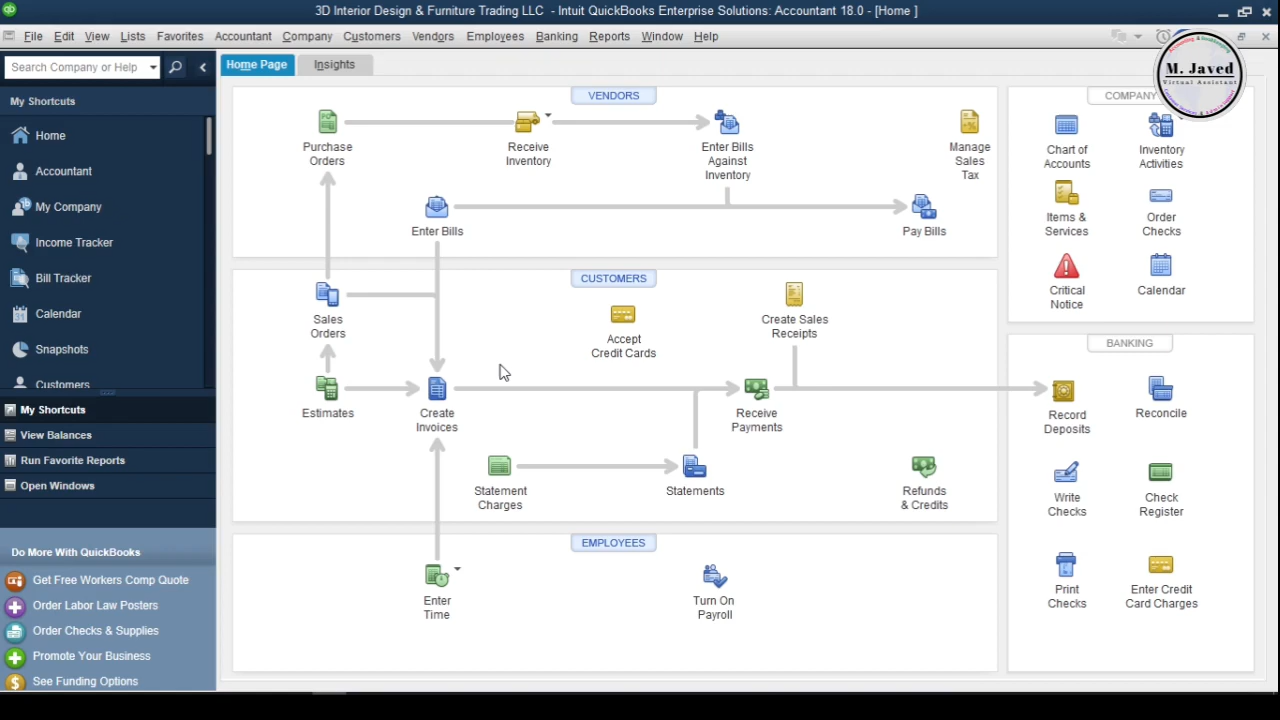 3D Interior Design & Furniture Trading LLC - Intuit QuickBooks Enterprise Solutions: Accountant 18.0 - [Home ]
File Edit View Lists Favorites Accountant Company Customers Vendors Employees Banking Reports Window Help
Search Company or Help
My Shortcuts
Home
Accountant
My Company
Income Tracker
Bill Tracker
Calendar
Snapshots
Customers
My Shortcuts
View Balances
Run Favorite Reports
Open Windows
Do More With QuickBooks
Get Free Workers Comp Quote
Order Labor Law Posters
Order Checks & Supplies
Promote Your Business
See Funding Options
Home Page
Insights
VENDORS
Purchase
Orders
Receive
Inventory
Enter Bills
Against
Inventory
Manage
Sales
Tax
Enter Bills
Pay Bills
CUSTOMERS
Sales
Orders
Accept
Credit Cards
Create Sales
Receipts
Estimates
Create
Invoices
Receive
Payments
Statement
Charges
Statements
Refunds
& Credits
EMPLOYEES
Enter
Time
Turn On
Payroll
COMPANY
Chart of
Accounts
Inventory
Activities
Items &
Services
Order
Checks
Critical
Notice
Calendar
BANKING
Record
Deposits
Reconcile
Write
Checks
Check
Register
Print
Checks
Enter Credit
Card Charges
M. Javed
Virtual Assistant